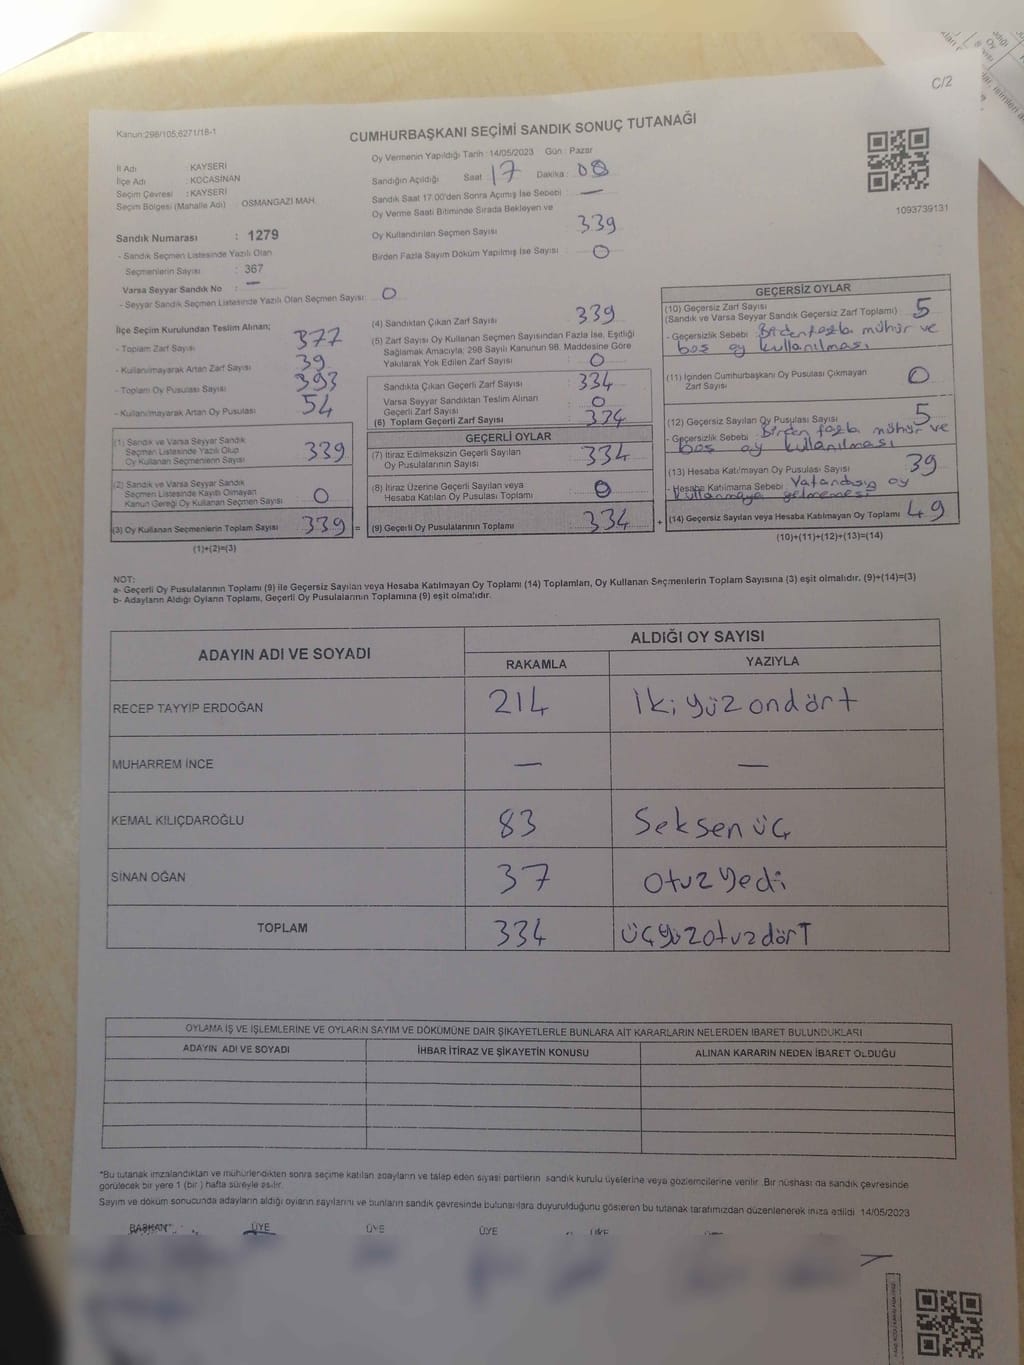 C/2
Kanun:298/105,6271/18-1
CUMHURBAŞKANI SEÇİMİ SANDIK SONUÇ TUTANAĞI
İl Adı : KAYSERİ
İlçe Adı : KOCASİNAN
Seçim Çevresi : KAYSERİ
Seçim Bölgesi (Mahalle Adı) OSMANGAZİ MAH.
Sandık Numarası : 1279
- Sandık Seçmen Listesinde Yazılı Olan
Seçmenlerin Sayısı : 367
Varsa Seyyar Sandık No : —
- Seyyar Sandık Seçmen Listesinde Yazılı Olan Seçmen Sayısı: 0
Oy Vermenin Yapıldığı Tarih : 14/05/2023 Gün : Pazar
Sandığın Açıldığı Saat : 17 Dakika : 08
Sandık Saat 17.00'den Sonra Açımış İse Sebebi : —
Oy Verme Saati Bitiminde Sırada Bekleyen ve
Oy Kullandırılan Seçmen Sayısı : 339
Birden Fazla Sayım Döküm Yapılmış İse Sayısı : 0
1093739131
İlçe Seçim Kurulundan Teslim Alınan;
- Toplam Zarf Sayısı : 377
- Kullanılmayarak Artan Zarf Sayısı : 39
- Toplam Oy Pusulası Sayısı : 393
- Kullanılmayarak Artan Oy Pusulası : 54
(1) Sandık ve Varsa Seyyar Sandık
Seçmen Listesinde Yazılı Olup
Oy Kullanan Seçmenlerin Sayısı : 339
(2) Sandık ve Varsa Seyyar Sandık
Seçmen Listesinde Kayıtlı Olmayan
Kanun Gereği Oy Kullanan Seçmen Sayısı : 0
(3) Oy Kullanan Seçmenlerin Toplam Sayısı : 339 =
(1)+(2)=(3)
(4) Sandıktan Çıkan Zarf Sayısı : 339
(5) Zarf Sayısı Oy Kullanan Seçmen Sayısından Fazla İse, Eşitliği
Sağlamak Amacıyla, 298 Sayılı Kanunun 98. Maddesine Göre
Yakılarak Yok Edilen Zarf Sayısı : 0
Sandıkta Çıkan Geçerli Zarf Sayısı : 334
Varsa Seyyar Sandıktan Teslim Alınan
Geçerli Zarf Sayısı : 0
(6) Toplam Geçerli Zarf Sayısı : 334
GEÇERLİ OYLAR
(7) İtiraz Edilmeksizin Geçerli Sayılan
Oy Pusulalarının Sayısı : 334
(8) İtiraz Üzerine Geçerli Sayılan veya
Hesaba Katılan Oy Pusulası Toplamı : 0
(9) Geçerli Oy Pusulalarının Toplamı : 334 +
GEÇERSİZ OYLAR
(10) Geçersiz Zarf Sayısı
(Sandık ve Varsa Seyyar Sandık Geçersiz Zarf Toplamı) : 5
- Geçersizlik Sebebi : Birden fazla mühür ve
boş oy kullanılması
(11) İçinden Cumhurbaşkanı Oy Pusulası Çıkmayan
Zarf Sayısı : 0
(12) Geçersiz Sayılan Oy Pusulası Sayısı : 5
- Geçersizlik Sebebi : Birden fazla mühür ve
boş oy kullanılması
(13) Hesaba Katılmayan Oy Pusulası Sayısı : 39
- Hesaba Katılmama Sebebi : Vatandaşın oy
kullanmaya gelmemesi
(14) Geçersiz Sayılan veya Hesaba Katılmayan Oy Toplamı : 49
(10)+(11)+(12)+(13)=(14)
NOT:
a- Geçerli Oy Pusulalarının Toplamı (9) ile Geçersiz Sayılan veya Hesaba Katılmayan Oy Toplamı (14) Toplamları, Oy Kullanan Seçmenlerin Toplam Sayısına (3) eşit olmalıdır. (9)+(14)=(3)
b- Adayların Aldığı Oyların Toplamı, Geçerli Oy Pusulalarının Toplamına (9) eşit olmalıdır.
ADAYIN ADI VE SOYADI
ALDIĞI OY SAYISI
RAKAMLA YAZIYLA
RECEP TAYYİP ERDOĞAN 214 İkiyüzondört
MUHARREM İNCE — —
KEMAL KILIÇDAROĞLU 83 Seksenüç
SİNAN OĞAN 37 Otuzyedi
TOPLAM 334 üçyüzotuzdört
OYLAMA İŞ VE İŞLEMLERİNE VE OYLARIN SAYIM VE DÖKÜMÜNE DAİR ŞİKAYETLERLE BUNLARA AİT KARARLARIN NELERDEN İBARET BULUNDUKLARI
ADAYIN ADI VE SOYADI İHBAR İTİRAZ VE ŞİKAYETİN KONUSU ALINAN KARARIN NEDEN İBARET OLDUĞU
*Bu tutanak imzalandıktan ve mühürlendikten sonra seçime katılan adayların ve talep eden siyasi partilerin sandık kurulu üyelerine veya gözlemcilerine verilir. Bir nüshası da sandık çevresinde
görülecek bir yere 1 (bir) hafta süreyle asılır.
Sayım ve döküm sonucunda adayların aldığı oyların sayılarını ve bunların sandık çevresinde bulunanlara duyurulduğunu gösteren bu tutanak tarafımızdan düzenlenerek imza edildi. 14/05/2023
BAŞKAN ÜYE ÜYE ÜYE ÜYE